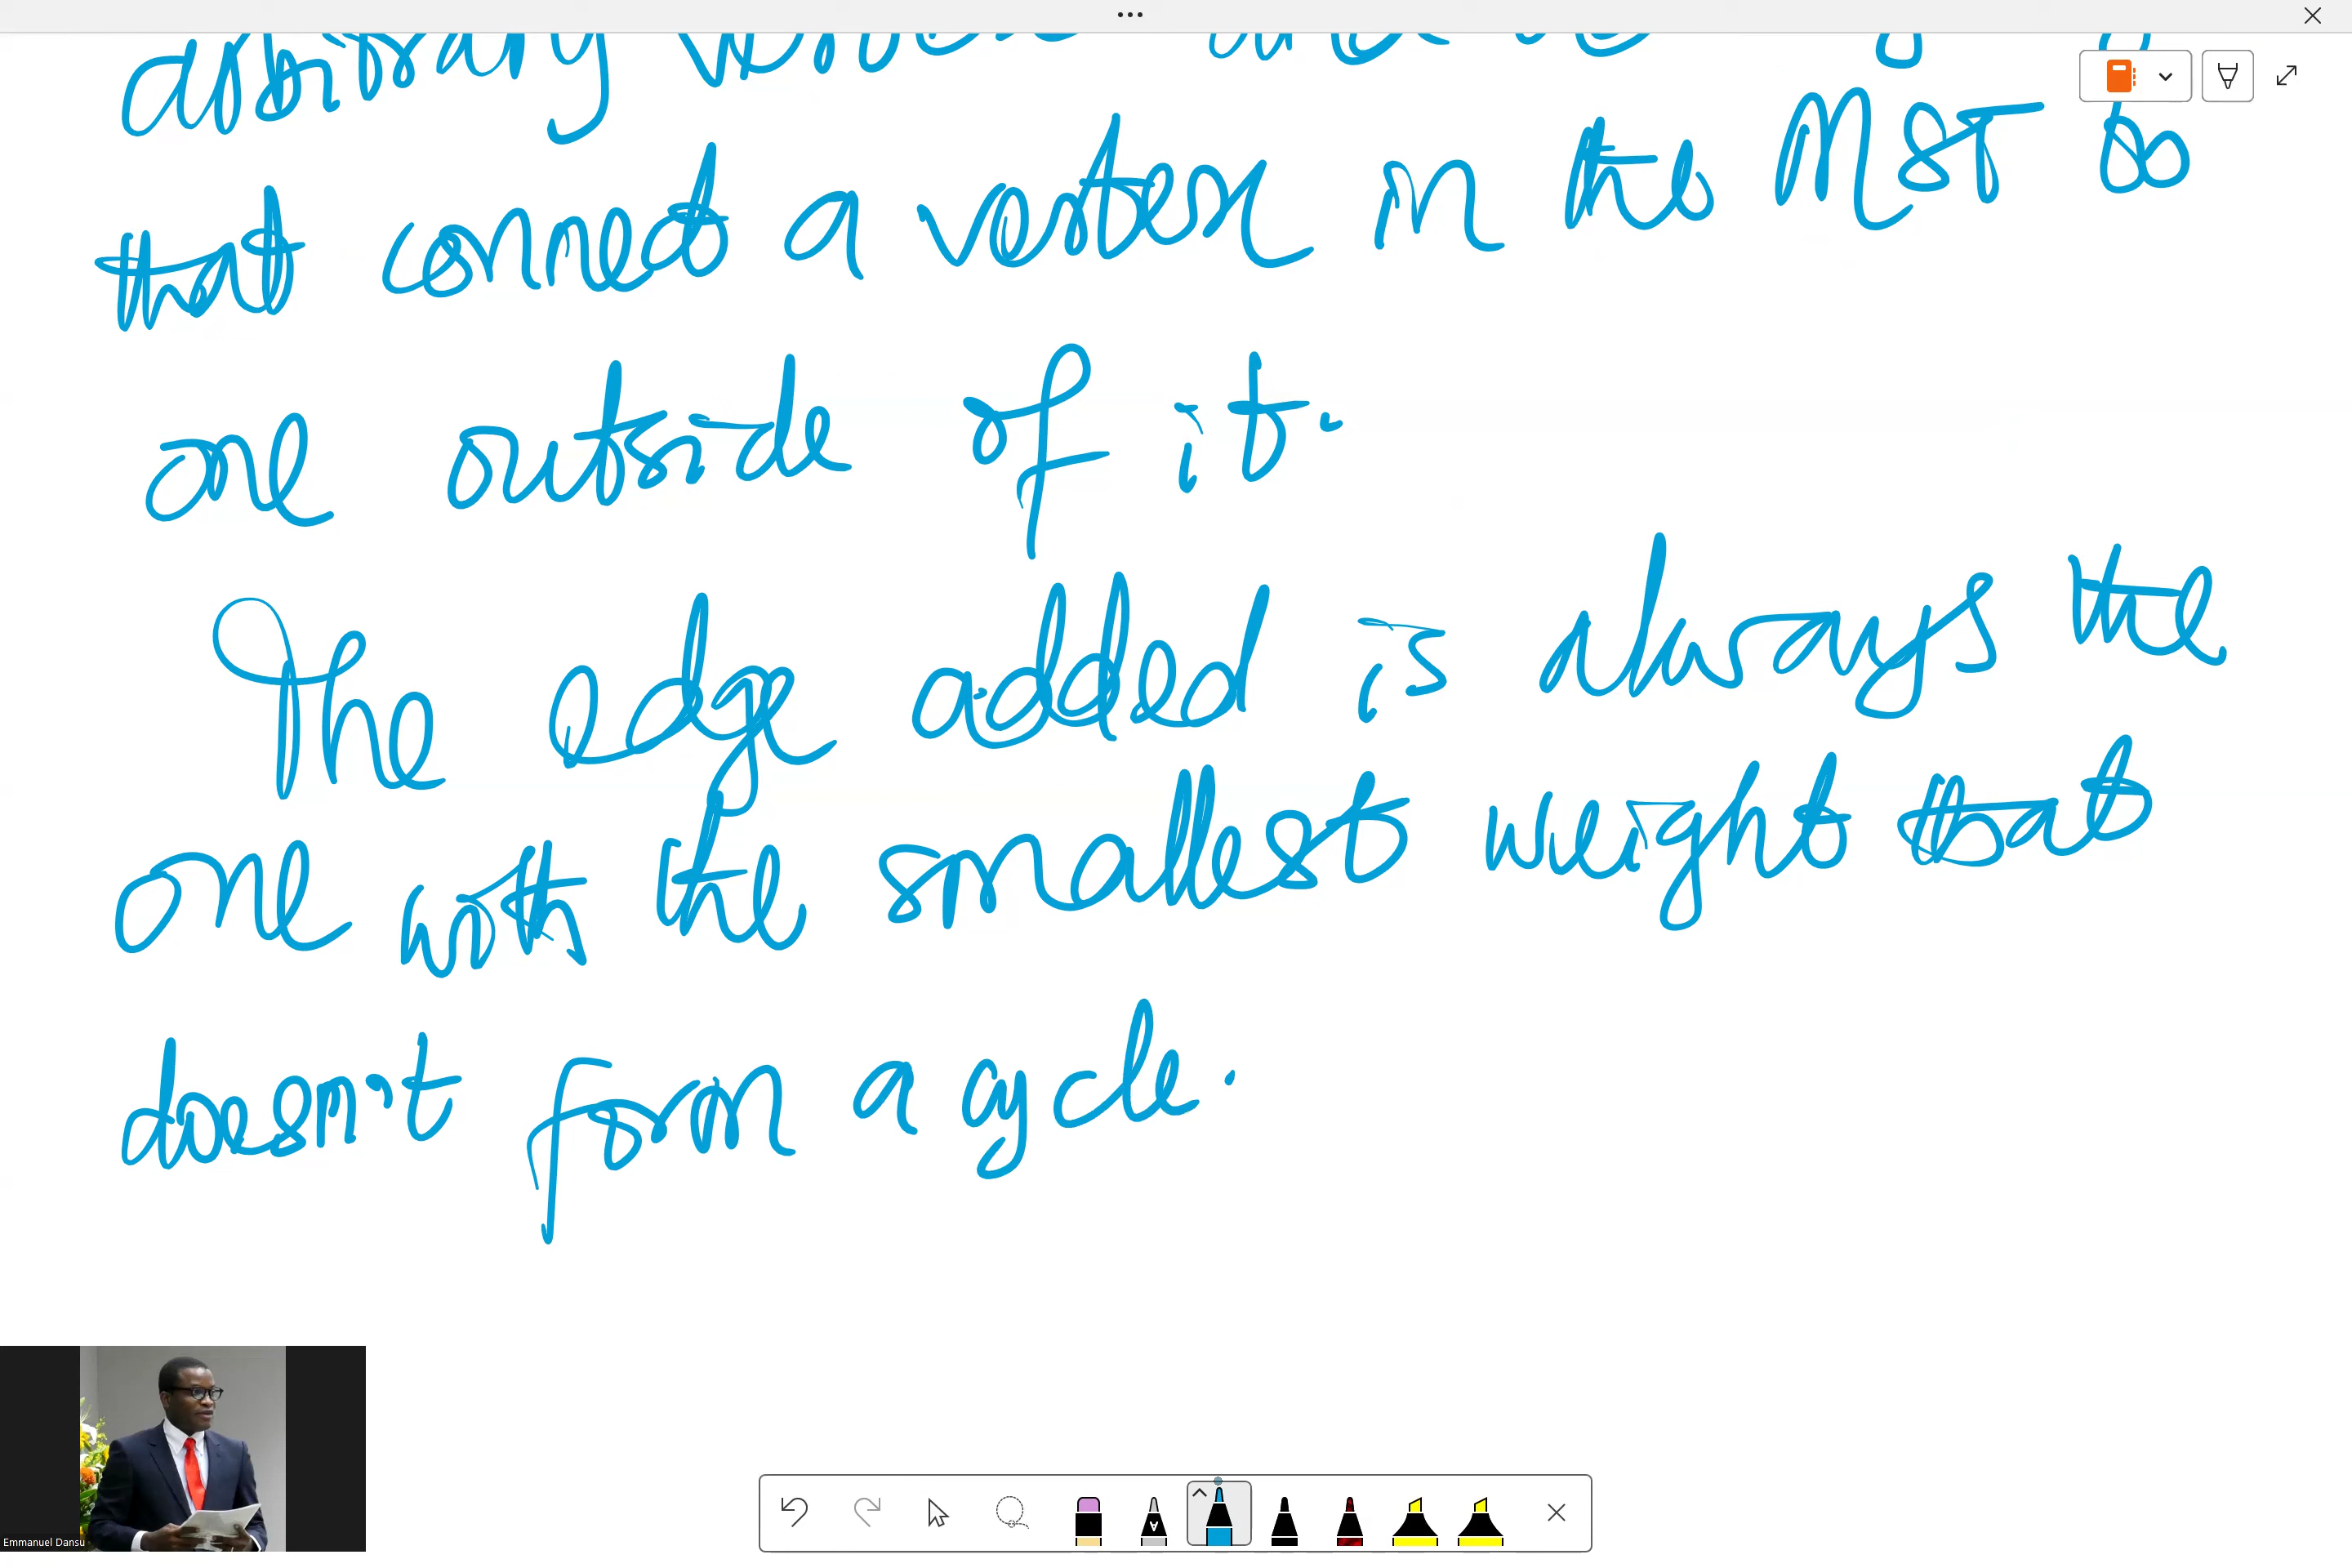 arbitrary
that connects a vertex in the MST to
one outside of it.
The edge added is always the
one with the smallest weight that
doesn't form a cycle.
Emmanuel Dansu